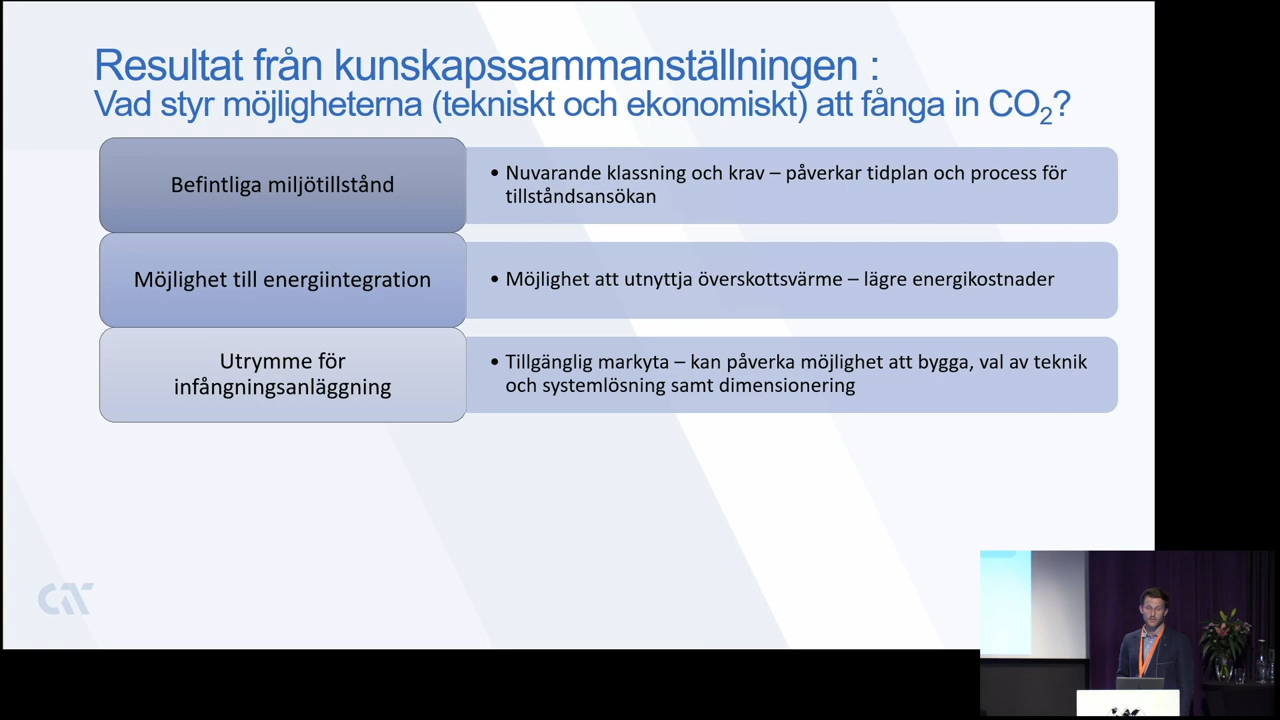 Resultat från kunskapssammanställningen :
Vad styr möjligheterna (tekniskt och ekonomiskt) att fånga in CO2?
Befintliga miljötillstånd
• Nuvarande klassning och krav – påverkar tidplan och process för
tillståndsansökan
Möjlighet till energiintegration
• Möjlighet att utnyttja överskottsvärme – lägre energikostnader
Utrymme för
infångningsanläggning
• Tillgänglig markyta – kan påverka möjlighet att bygga, val av teknik
och systemlösning samt dimensionering